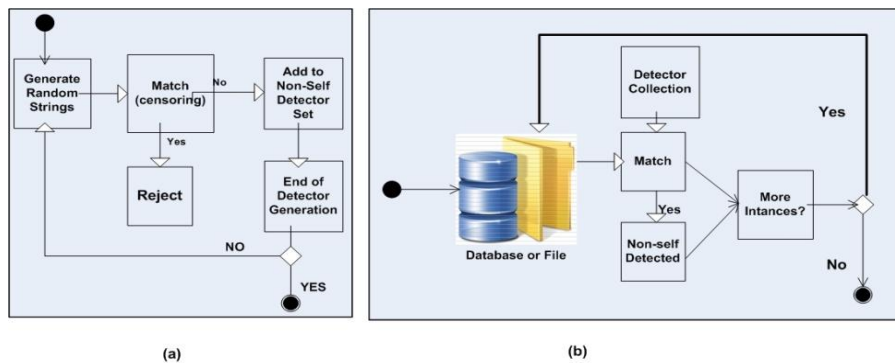 Generate
Random
Strings
Match
(censoring)
No
Add to
Non-Self
Detector
Set
Yes
Reject
End of
Detector
Generation
NO
YES
(a)
Detector
Collection
Yes
Match
Database or File
Yes
Non-self
Detected
More
Intances?
No
(b)